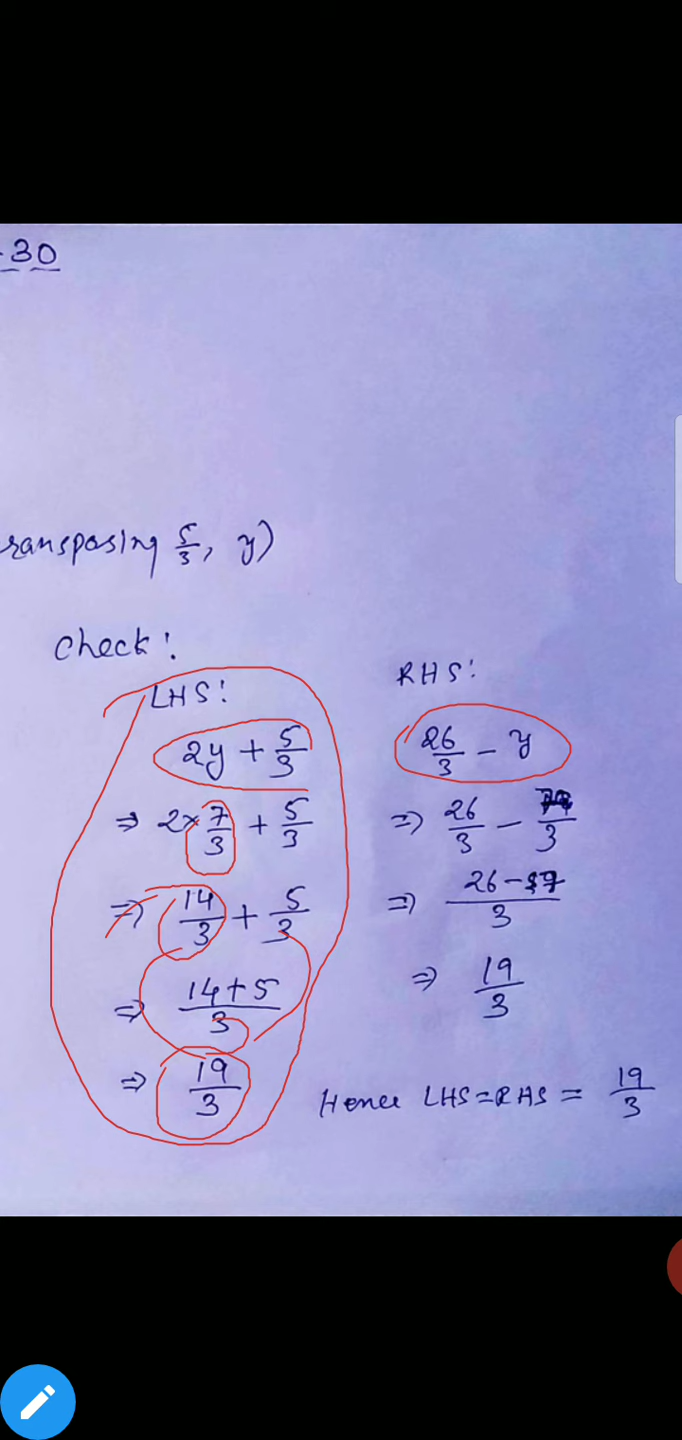 -30
ransposing 5/3, y)
Check:
LHS:
2y + 5/3
⇒ 2×7/3 + 5/3
⇒ 14/3 + 5/3
⇒ 14+5/3
⇒ 19/3
RHS:
26/3 - y
⇒ 26/3 - /3
⇒ 26-7/3
⇒ 19/3
Hence LHS=RHS = 19/3